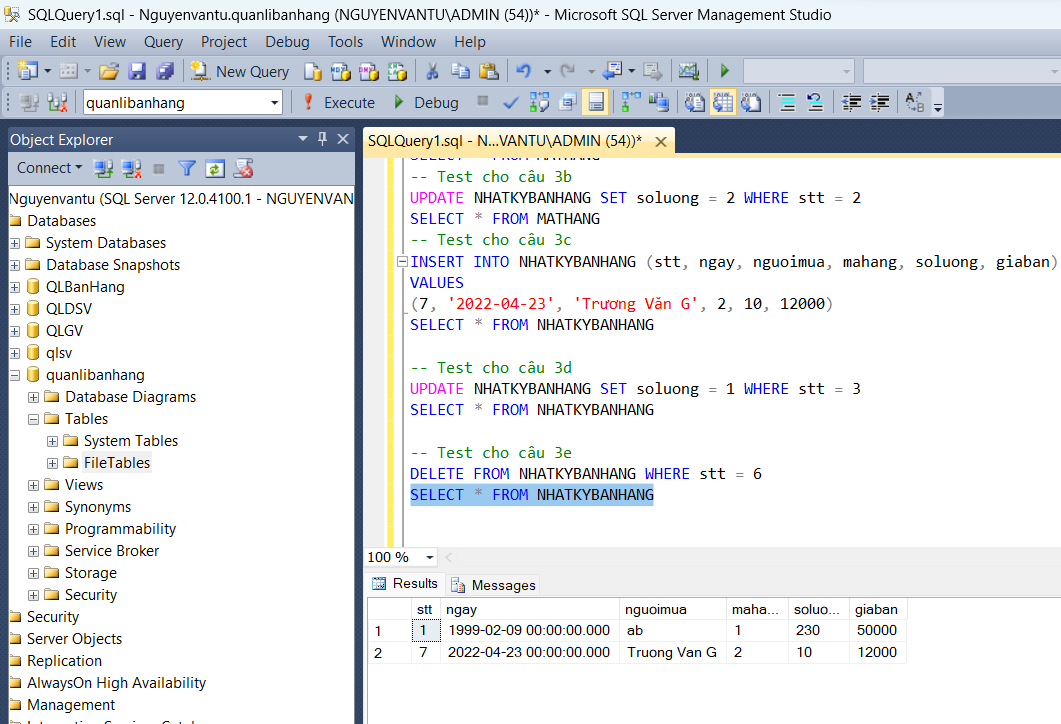 SQLQuery1.sql - Nguyenvantu.quanlibanhang (NGUYENVANTU\ADMIN (54))* - Microsoft SQL Server Management Studio
File Edit View Query Project Debug Tools Window Help
New Query
quanlibanhang Execute Debug
Object Explorer
Connect
Nguyenvantu (SQL Server 12.0.4100.1 - NGUYENVAN
Databases
System Databases
Database Snapshots
QLBanHang
QLDSV
QLGV
qlsv
quanlibanhang
Database Diagrams
Tables
System Tables
FileTables
Views
Synonyms
Programmability
Service Broker
Storage
Security
Security
Server Objects
Replication
AlwaysOn High Availability
Management
SQLQuery1.sql - N...VANTU\ADMIN (54))*
SELECT * FROM MATHANG
-- Test cho câu 3b
UPDATE NHATKYBANHANG SET soluong = 2 WHERE stt = 2
SELECT * FROM MATHANG
-- Test cho câu 3c
INSERT INTO NHATKYBANHANG (stt, ngay, nguoimua, mahang, soluong, giaban)
VALUES
(7, '2022-04-23', 'Trương Văn G', 2, 10, 12000)
SELECT * FROM NHATKYBANHANG
-- Test cho câu 3d
UPDATE NHATKYBANHANG SET soluong = 1 WHERE stt = 3
SELECT * FROM NHATKYBANHANG
-- Test cho câu 3e
DELETE FROM NHATKYBANHANG WHERE stt = 6
SELECT * FROM NHATKYBANHANG
100 %
Results Messages
stt ngay nguoimua maha... soluo... giaban
1 1 1999-02-09 00:00:00.000 ab 1 230 50000
2 7 2022-04-23 00:00:00.000 Truong Van G 2 10 12000